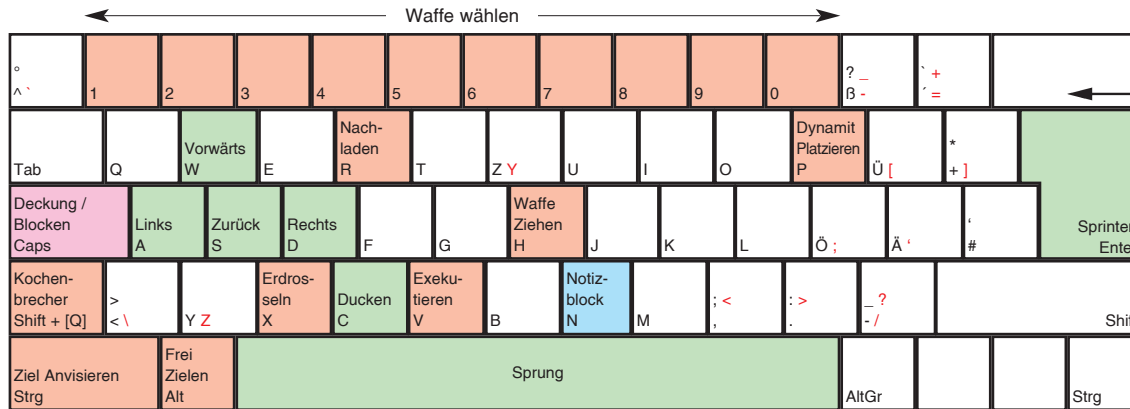 Waffe wählen
°
^ `
1
2
3
4
5
6
7
8
9
0
? _
ß -
` +
´ =
Tab
Q
Vorwärts
W
E
Nach-
laden
R
T
Z Y
U
I
O
Dynamit
Platzieren
P
Ü [
*
+ ]
Deckung /
Blocken
Caps
Links
A
Zurück
S
Rechts
D
F
G
Waffe
Ziehen
H
J
K
L
Ö ;
Ä '
'
#
Sprinten
Enter
Kochen-
brecher
Shift + [Q]
>
< \
Y Z
Erdros-
seln
X
Ducken
C
Exeku-
tieren
V
B
Notiz-
block
N
M
; <
,
: >
.
_ ?
- /
Shift
Ziel Anvisieren
Strg
Frei
Zielen
Alt
Sprung
AltGr
Strg